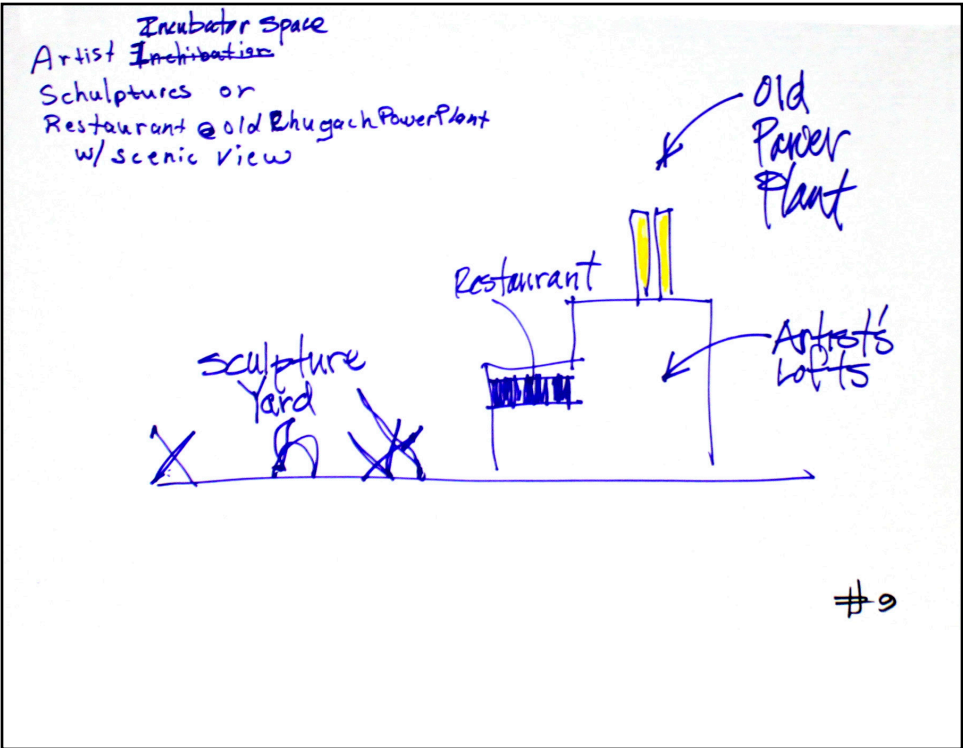 Incubator Space
Artist Inchibation
Schulptures or
Restaurant @ old Chugach Power Plant
w/ scenic view
Old
Power
Plant
Restaurant
Sculpture
Yard
Artist's
Lofts
#9